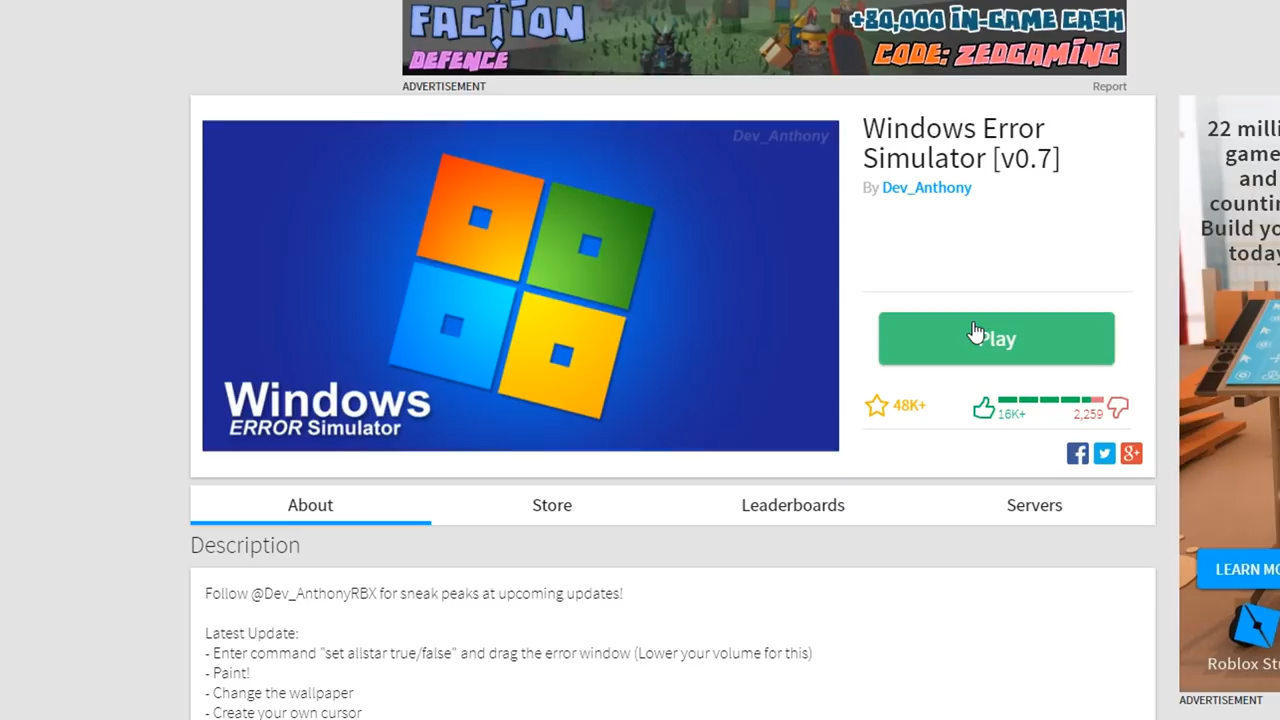 FACTION
DEFENCE
+80,000 IN-GAME CASH
CODE: ZEDGAMING
ADVERTISEMENT
Report
Dev_Anthony
Windows
ERROR Simulator
Windows Error
Simulator [v0.7]
By Dev_Anthony
Play
48K+
16K+
2,259
About
Store
Leaderboards
Servers
Description
Follow @Dev_AnthonyRBX for sneak peaks at upcoming updates!
Latest Update:
- Enter command "set allstar true/false" and drag the error window (Lower your volume for this)
- Paint!
- Change the wallpaper
- Create your own cursor
22 milli
game
and
countin
Build yo
today
LEARN MO
Roblox Stu
ADVERTISEMENT